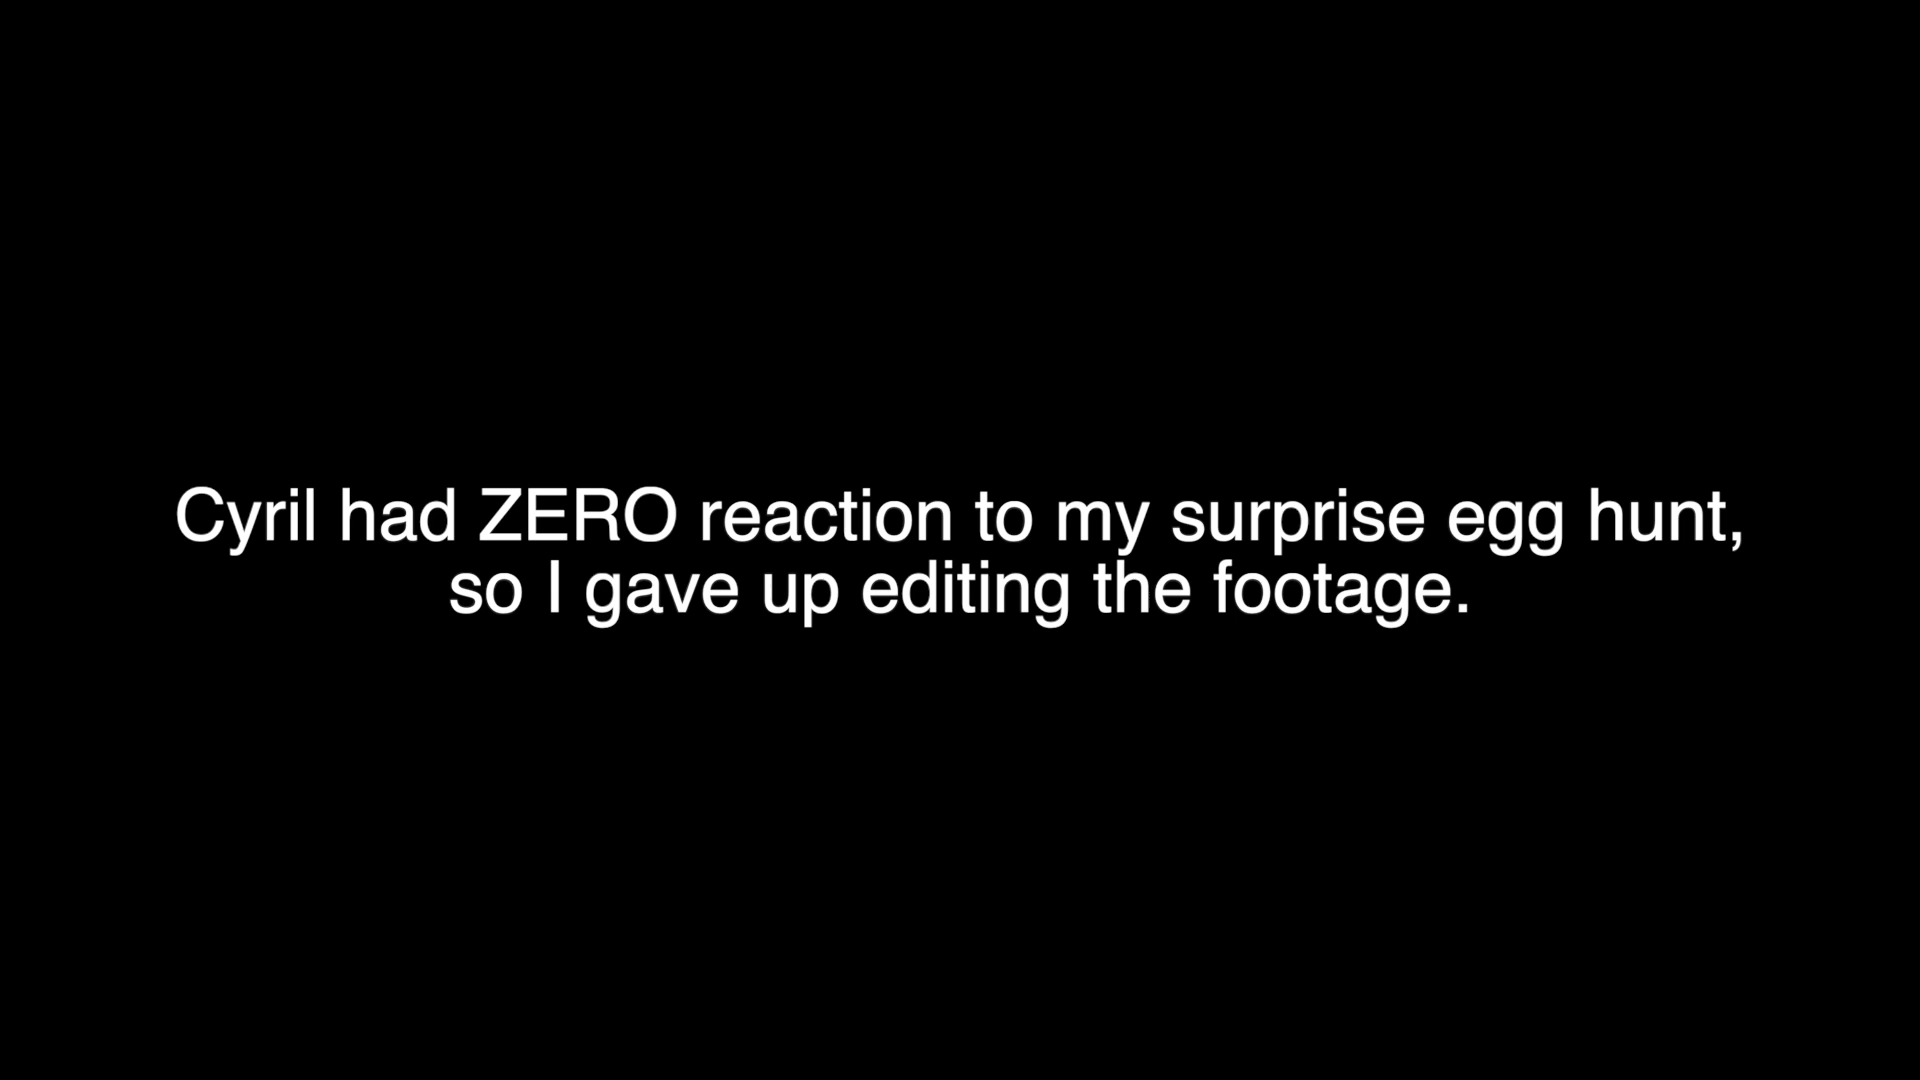 Cyril had ZERO reaction to my surprise egg hunt,
so I gave up editing the footage.